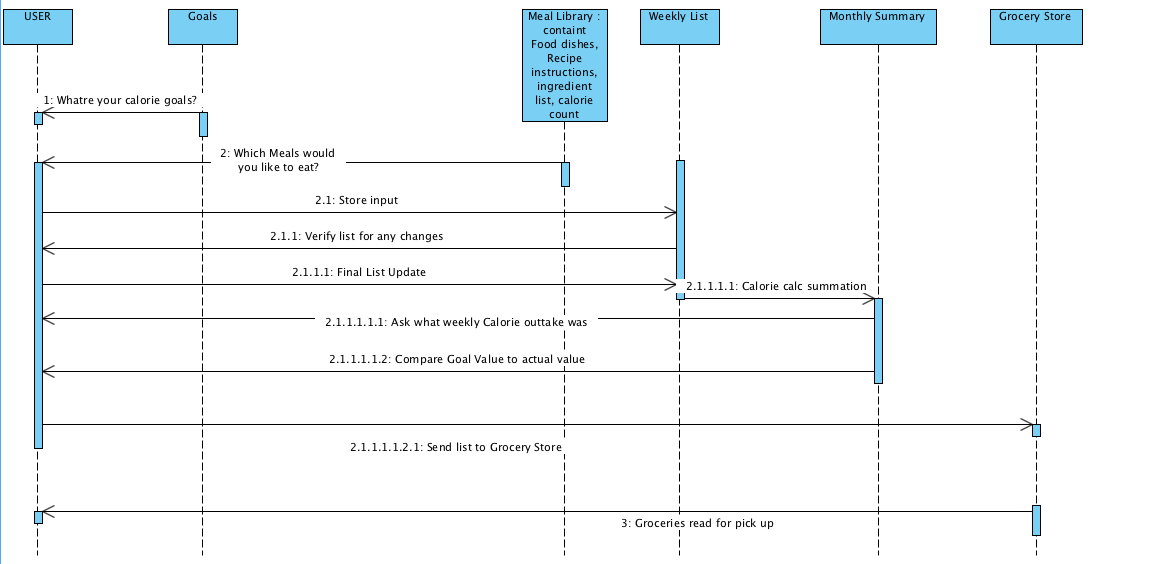 USER
Goals
Meal Library :
containt
Food dishes,
Recipe
instructions,
ingredient
list, calorie
count
Weekly List
Monthly Summary
Grocery Store
1: Whatre your calorie goals?
2: Which Meals would
you like to eat?
2.1: Store input
2.1.1: Verify list for any changes
2.1.1.1: Final List Update
2.1.1.1.1: Calorie calc summation
2.1.1.1.1.1: Ask what weekly Calorie outtake was
2.1.1.1.1.2: Compare Goal Value to actual value
2.1.1.1.1.2.1: Send list to Grocery Store
3: Groceries read for pick up